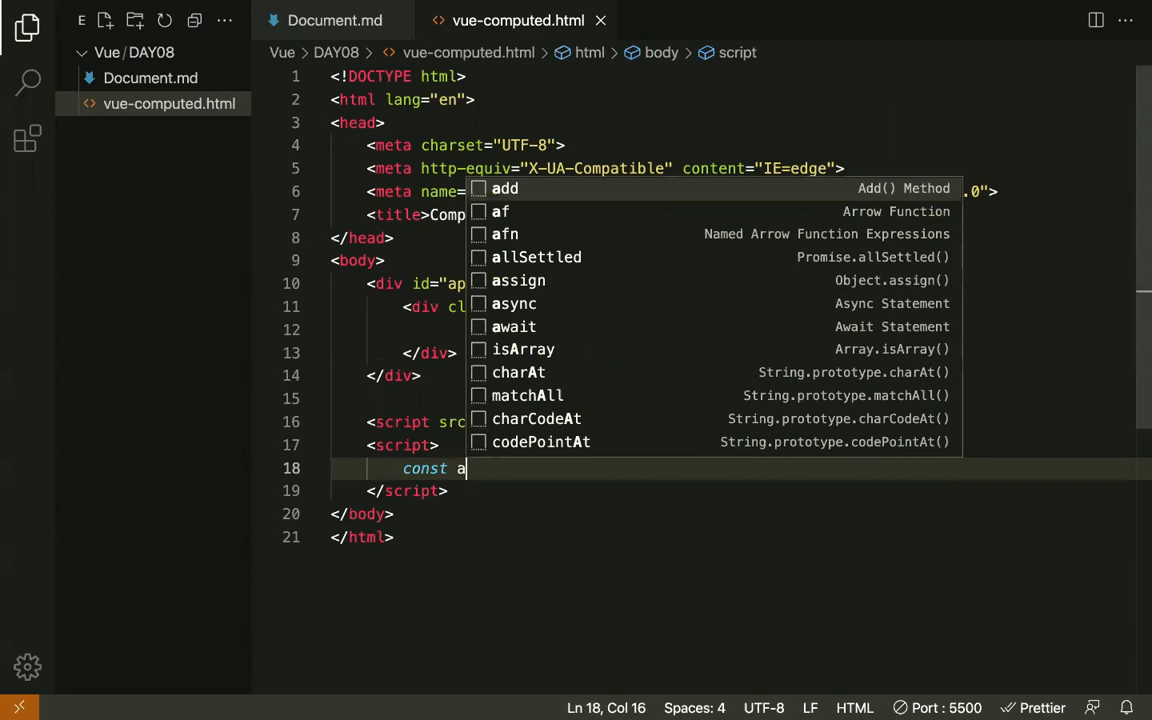 E ...
Document.md
vue-computed.html
Vue / DAY08
Document.md
vue-computed.html
Vue > DAY08 > vue-computed.html > html > body > script
1 <!DOCTYPE html>
2 <html lang="en">
3 <head>
4 <meta charset="UTF-8">
5 <meta http-equiv="X-UA-Compatible" content="IE=edge">
6 <meta name= .0">
7 <title>Comp
8 </head>
9 <body>
10 <div id="ap
11 <div cl
12
13 </div>
14 </div>
15
16 <script src
17 <script>
18 const a
19 </script>
20 </body>
21 </html>
add Add() Method
af Arrow Function
afn Named Arrow Function Expressions
allSettled Promise.allSettled()
assign Object.assign()
async Async Statement
await Await Statement
isArray Array.isArray()
charAt String.prototype.charAt()
matchAll String.prototype.matchAll()
charCodeAt String.prototype.charCodeAt()
codePointAt String.prototype.codePointAt()
Ln 18, Col 16 Spaces: 4 UTF-8 LF HTML Port : 5500 Prettier